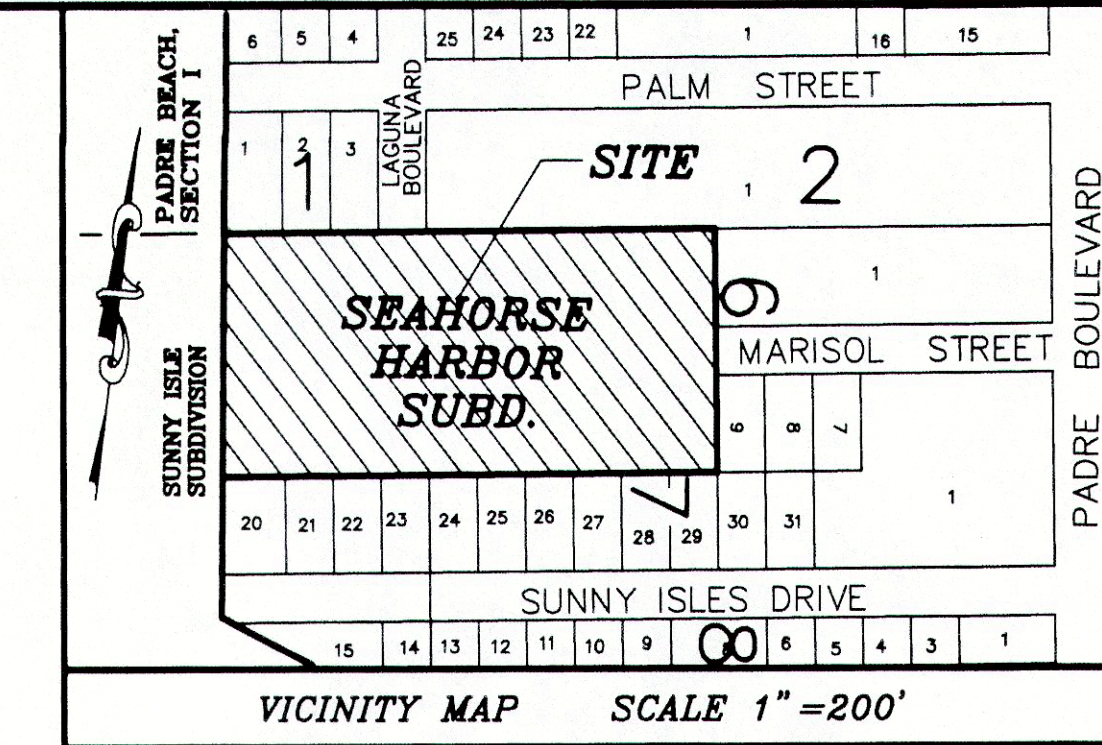 PADRE BEACH,
SECTION I
SUNNY ISLE
SUBDIVISION
6 5 4 25 24 23 22 1 16 15
PALM STREET
LAGUNA
BOULEVARD
1 2 3
1
SITE
1 2
SEAHORSE
HARBOR
SUBD.
1
6
MARISOL STREET
PADRE BOULEVARD
9 8 7
1
20 21 22 23 24 25 26 27 28 29 30 31
7
SUNNY ISLES DRIVE
15 14 13 12 11 10 9 8 6 5 4 3 1
VICINITY MAP SCALE 1"=200'